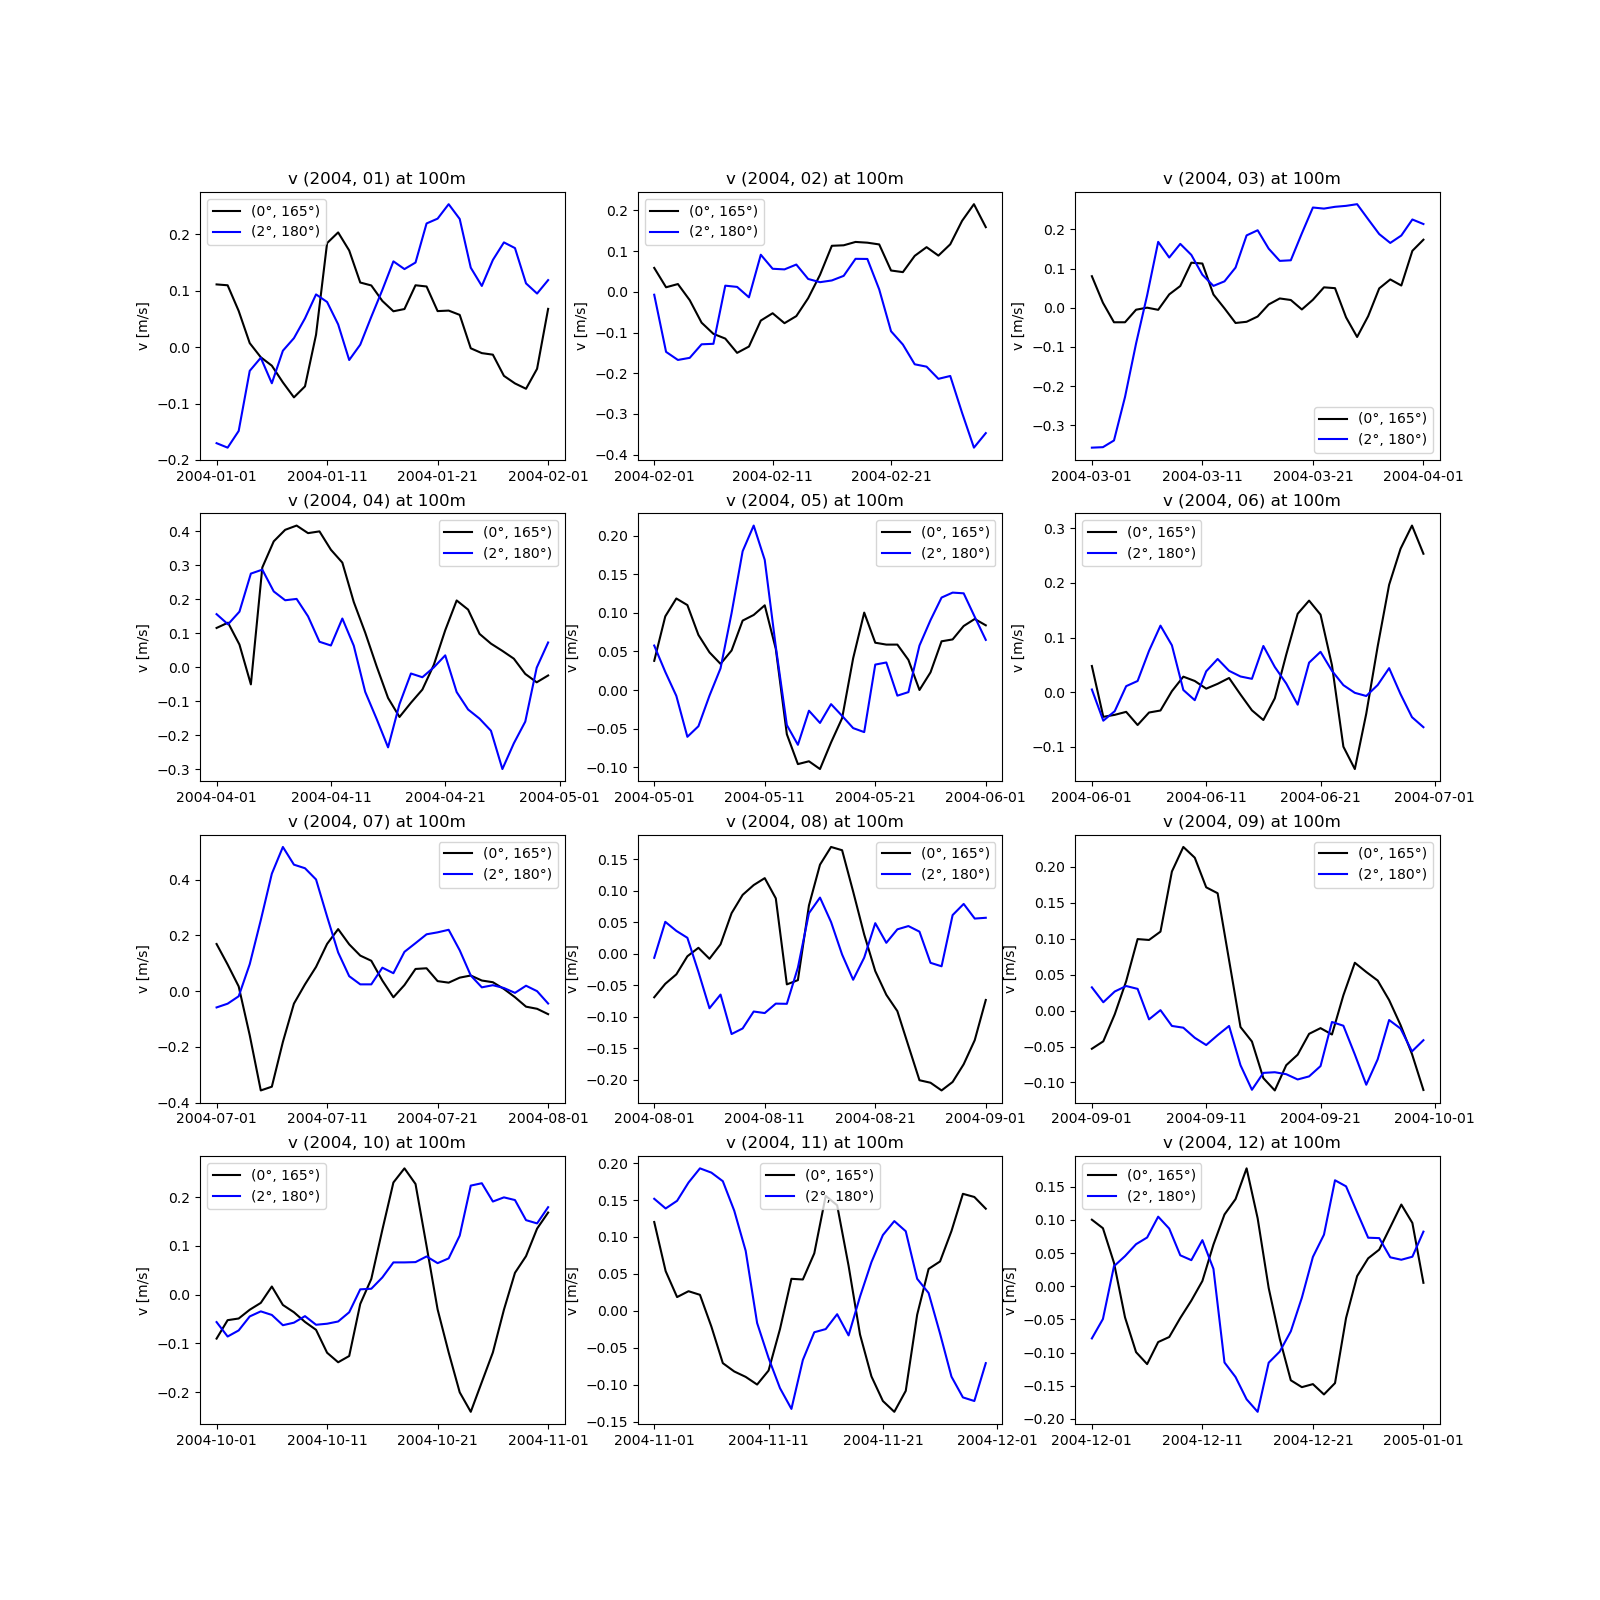 v (2004, 01) at 100m
v (2004, 02) at 100m
v (2004, 03) at 100m
(0°, 165°)
(2°, 180°)
(0°, 165°)
(2°, 180°)
(0°, 165°)
(2°, 180°)
v [m/s]
0.2
0.1
0.0
−0.1
−0.2
2004-01-01 2004-01-11 2004-01-21 2004-02-01
v [m/s]
0.2
0.1
0.0
−0.1
−0.2
−0.3
−0.4
2004-02-01 2004-02-11 2004-02-21
v [m/s]
0.2
0.1
0.0
−0.1
−0.2
−0.3
2004-03-01 2004-03-11 2004-03-21 2004-04-01
v (2004, 04) at 100m
v (2004, 05) at 100m
v (2004, 06) at 100m
(0°, 165°)
(2°, 180°)
(0°, 165°)
(2°, 180°)
(0°, 165°)
(2°, 180°)
v [m/s]
0.4
0.3
0.2
0.1
0.0
−0.1
−0.2
−0.3
2004-04-01 2004-04-11 2004-04-21 2004-05-01
v [m/s]
0.20
0.15
0.10
0.05
0.00
−0.05
−0.10
2004-05-01 2004-05-11 2004-05-21 2004-06-01
v [m/s]
0.3
0.2
0.1
0.0
−0.1
2004-06-01 2004-06-11 2004-06-21 2004-07-01
v (2004, 07) at 100m
v (2004, 08) at 100m
v (2004, 09) at 100m
(0°, 165°)
(2°, 180°)
(0°, 165°)
(2°, 180°)
(0°, 165°)
(2°, 180°)
v [m/s]
0.4
0.2
0.0
−0.2
−0.4
2004-07-01 2004-07-11 2004-07-21 2004-08-01
v [m/s]
0.15
0.10
0.05
0.00
−0.05
−0.10
−0.15
−0.20
2004-08-01 2004-08-11 2004-08-21 2004-09-01
v [m/s]
0.20
0.15
0.10
0.05
0.00
−0.05
−0.10
2004-09-01 2004-09-11 2004-09-21 2004-10-01
v (2004, 10) at 100m
v (2004, 11) at 100m
v (2004, 12) at 100m
(0°, 165°)
(2°, 180°)
(0°, 165°)
(2°, 180°)
(0°, 165°)
(2°, 180°)
v [m/s]
0.2
0.1
0.0
−0.1
−0.2
2004-10-01 2004-10-11 2004-10-21 2004-11-01
v [m/s]
0.20
0.15
0.10
0.05
0.00
−0.05
−0.10
−0.15
2004-11-01 2004-11-11 2004-11-21 2004-12-01
v [m/s]
0.15
0.10
0.05
0.00
−0.05
−0.10
−0.15
−0.20
2004-12-01 2004-12-11 2004-12-21 2005-01-01